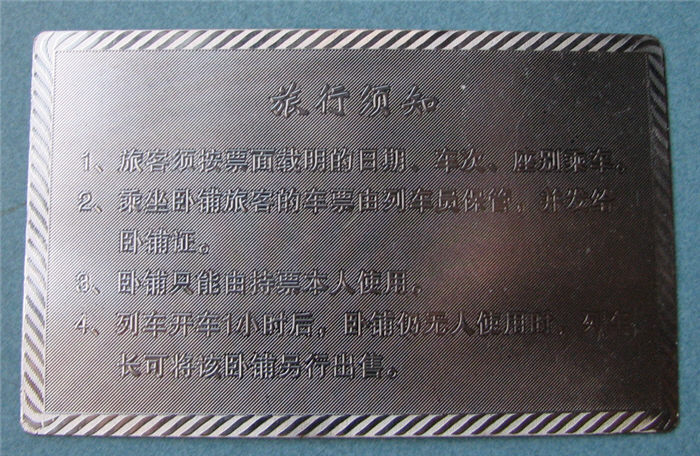 旅行须知
1、旅客须按票面载明的日期、车次、座别乘车。
2、乘坐卧铺旅客的车票由列车员保管，并发给
卧铺证。
3、卧铺只能由持票本人使用。
4、列车开车1小时后，卧铺仍无人使用时，列车
长可将该卧铺另行出售。